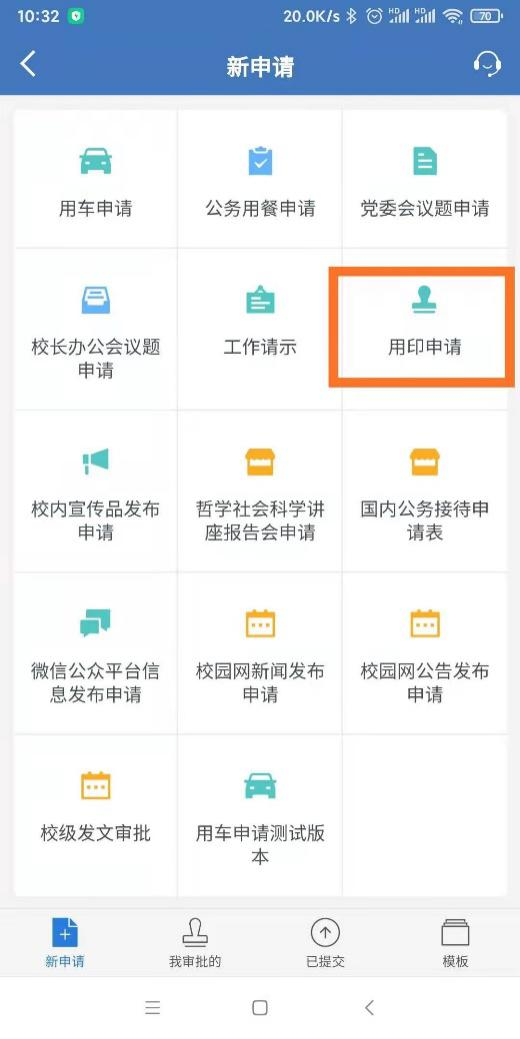 10:32
20.0K/s HD HD 70
新申请
用车申请
公务用餐申请
党委会议题申请
校长办公会议题
申请
工作请示
用印申请
校内宣传品发布
申请
哲学社会科学讲
座报告会申请
国内公务接待申
请表
微信公众平台信
息发布申请
校园网新闻发布
申请
校园网公告发布
申请
校级发文审批
用车申请测试版
本
新申请
我审批的
已提交
模板